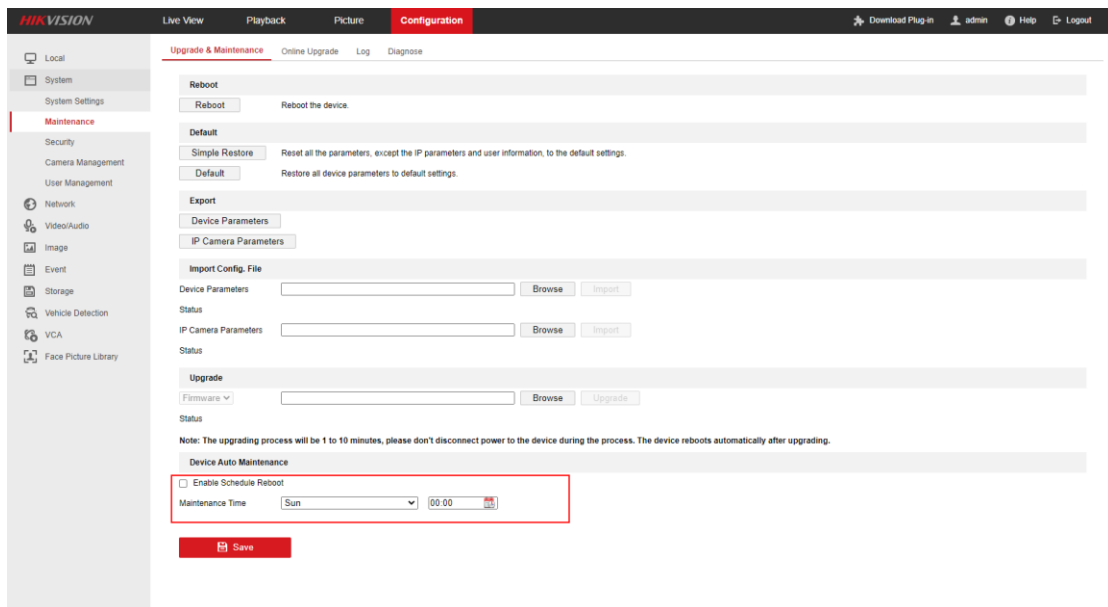 HIKVISION Live View Playback Picture Configuration Download Plug-in admin Help Logout
Local
System
System Settings
Maintenance
Security
Camera Management
User Management
Network
Video/Audio
Image
Event
Storage
Vehicle Detection
VCA
Face Picture Library
Upgrade & Maintenance Online Upgrade Log Diagnose
Reboot
Reboot Reboot the device.
Default
Simple Restore Reset all the parameters, except the IP parameters and user information, to the default settings.
Default Restore all device parameters to default settings.
Export
Device Parameters
IP Camera Parameters
Import Config. File
Device Parameters Browse Import
Status
IP Camera Parameters Browse Import
Status
Upgrade
Firmware Browse Upgrade
Status
Note: The upgrading process will be 1 to 10 minutes, please don't disconnect power to the device during the process. The device reboots automatically after upgrading.
Device Auto Maintenance
Enable Schedule Reboot
Maintenance Time Sun 00:00
Save